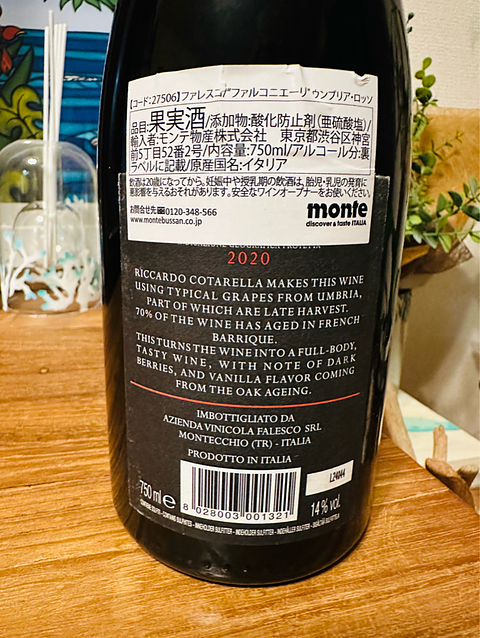 【コード:27506】ファレスコ "ファルコニエーリ" ウンブリア・ロッソ
品目:果実酒/添加物:酸化防止剤(亜硫酸塩)/
輸入者:モンテ物産株式会社 東京都渋谷区神宮
前5丁目52番2号/内容量:750ml/アルコール分:裏
ラベルに記載/原産国名:イタリア
飲酒は20歳になってから。妊娠中や授乳期の飲酒は、胎児・乳児の発育に
悪影響を与えるおそれがあります。安全なワインオープナーをお使いください。
お問合せ先 0120-348-566
www.montebussan.co.jp
monte
discover & taste ITALIA
GEOGRAFICA PROTETTA
2020
RICCARDO COTARELLA MAKES THIS WINE
USING TYPICAL GRAPES FROM UMBRIA,
PART OF WHICH ARE LATE HARVEST.
70% OF THE WINE HAS AGED IN FRENCH
BARRIQUE.
THIS TURNS THE WINE INTO A FULL-BODY,
TASTY WINE, WITH NOTE OF DARK
BERRIES, AND VANILLA FLAVOR COMING
FROM THE OAK AGEING.
IMBOTTIGLIATO DA
AZIENDA VINICOLA FALESCO SRL
MONTECCHIO (TR) - ITALIA
PRODOTTO IN ITALIA
750 ml e
8 028003 001321
L24044
14% vol.
CONTAINS SULPHITES - INNEHOLDER SULFITTER - INDEHOLDER SULFITTER